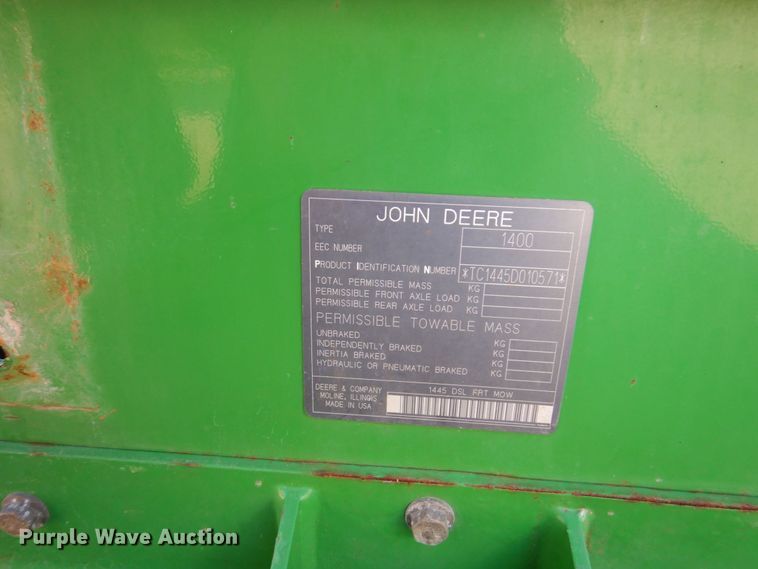 JOHN DEERE
TYPE 1400
EEC NUMBER
PRODUCT IDENTIFICATION NUMBER *TC1445D010571*
TOTAL PERMISSIBLE MASS KG
PERMISSIBLE FRONT AXLE LOAD KG
PERMISSIBLE REAR AXLE LOAD KG
PERMISSIBLE TOWABLE MASS
UNBRAKED KG
INDEPENDENTLY BRAKED KG
INERTIA BRAKED KG
HYDRAULIC OR PNEUMATIC BRAKED KG
DEERE & COMPANY
MOLINE, ILLINOIS
MADE IN USA
1445 DSL FRT MOW
Purple Wave Auction